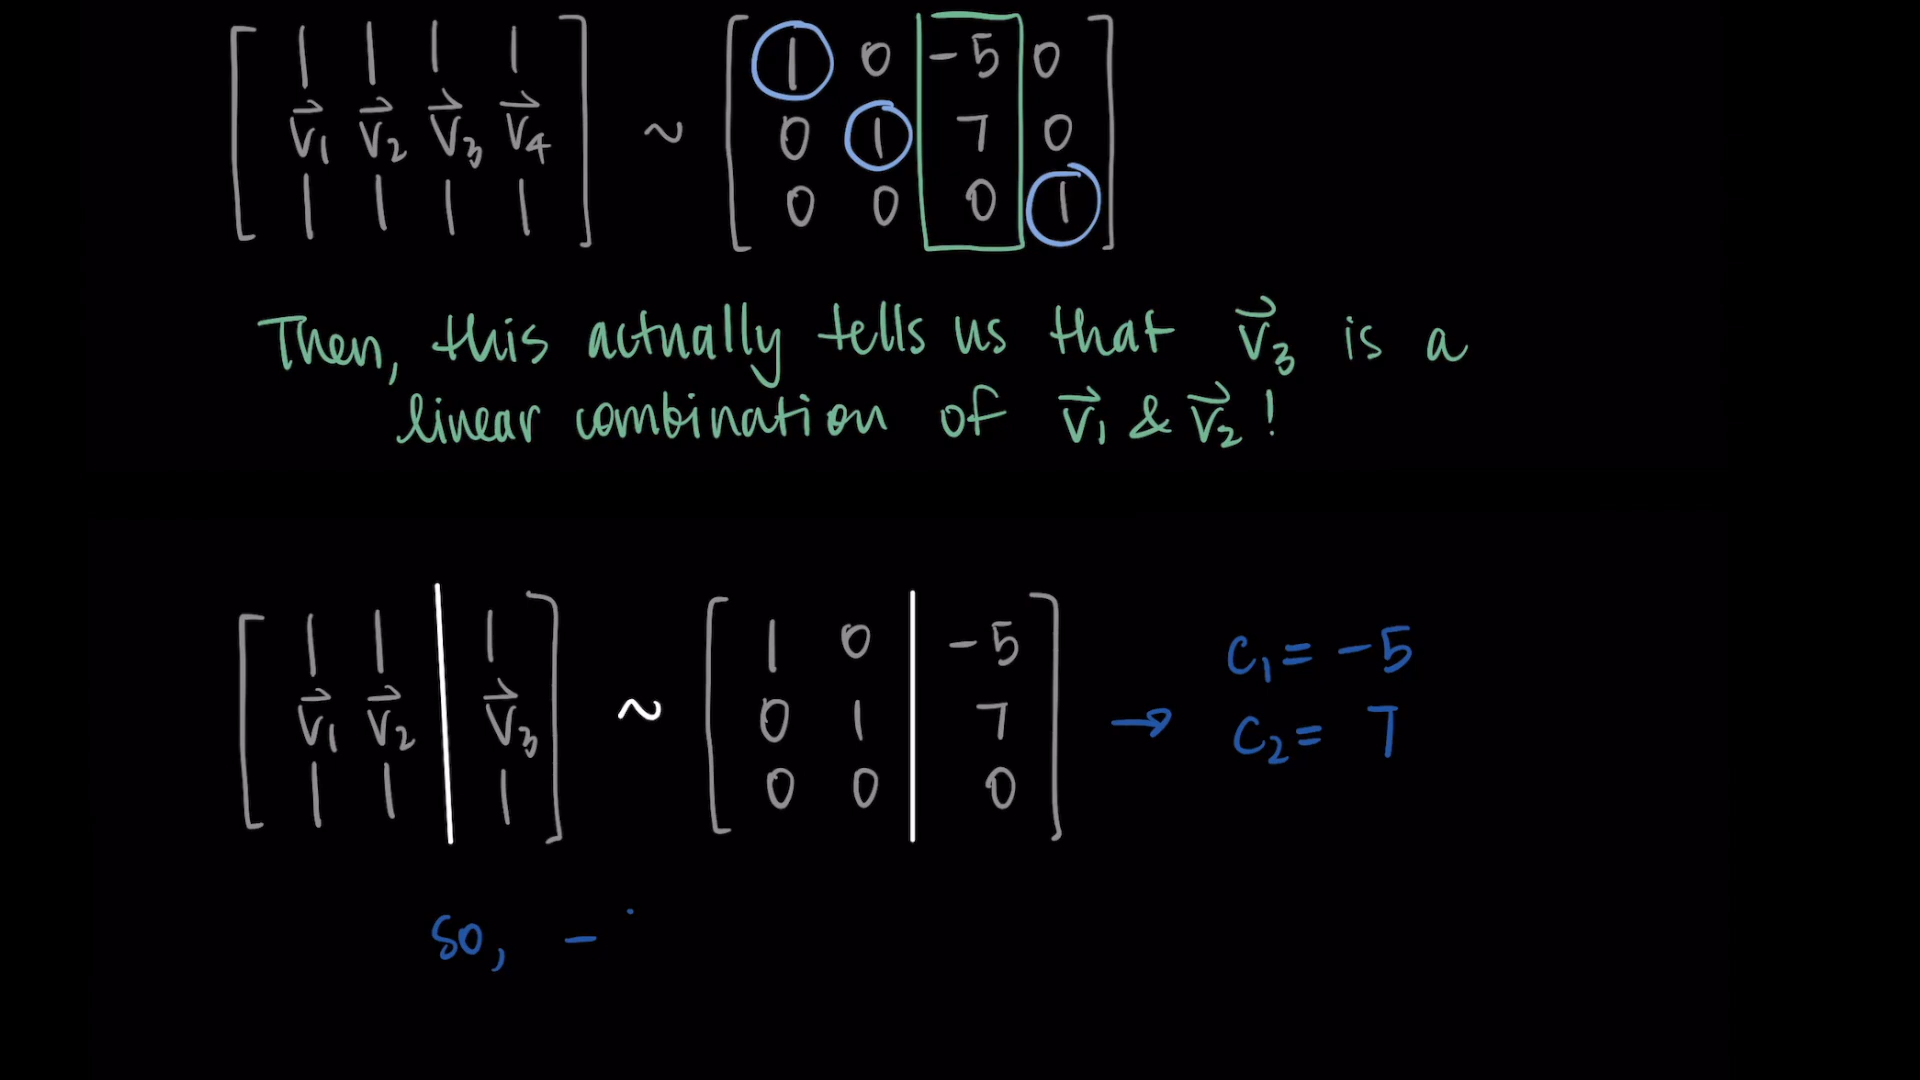 [ | | | | ] [ 1 0 -5 0 ]
[ v⃗₁ v⃗₂ v⃗₃ v⃗₄ ] ~ [ 0 1 7 0 ]
[ | | | | ] [ 0 0 0 1 ]
Then, this actually tells us that v⃗₃ is a
linear combination of v⃗₁ & v⃗₂!
[ | | | | ] [ 1 0 | -5 ] c₁ = -5
[ v⃗₁ v⃗₂ | v⃗₃ ] ~ [ 0 1 | 7 ] → c₂ = 7
[ | | | | ] [ 0 0 | 0 ]
so, -